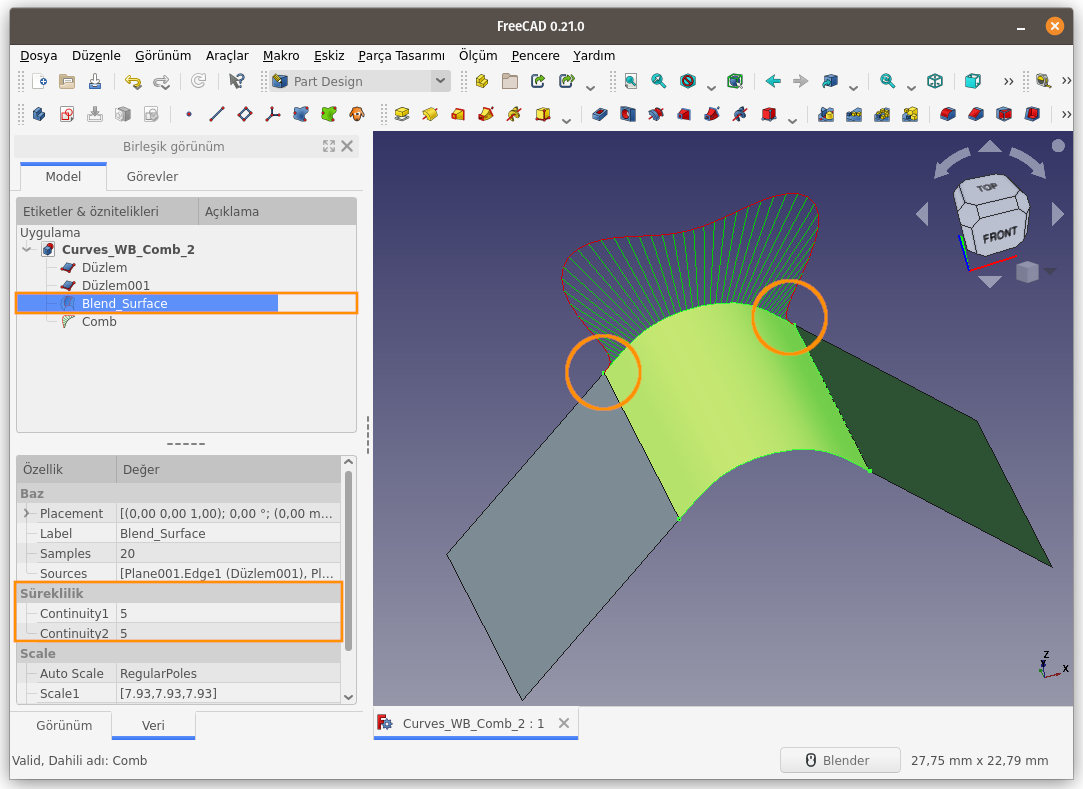 FreeCAD 0.21.0
Dosya Düzenle Görünüm Araçlar Makro Eskiz Parça Tasarımı Ölçüm Pencere Yardım
Part Design
Birleşik görünüm
Model Görevler
Etiketler & öznitelikleri Açıklama
Uygulama
Curves_WB_Comb_2
Düzlem
Düzlem001
Blend_Surface
Comb
TOP
FRONT
Özellik Değer
Baz
Placement [(0,00 0,00 1,00); 0,00 °; (0,00 m...
Label Blend_Surface
Samples 20
Sources [Plane001.Edge1 (Düzlem001), Pl...
Süreklilik
Continuity1 5
Continuity2 5
Scale
Auto Scale RegularPoles
Scale1 [7.93,7.93,7.93]
Z
X
Görünüm Veri
Curves_WB_Comb_2 : 1
Valid, Dahili adı: Comb
Blender 27,75 mm x 22,79 mm